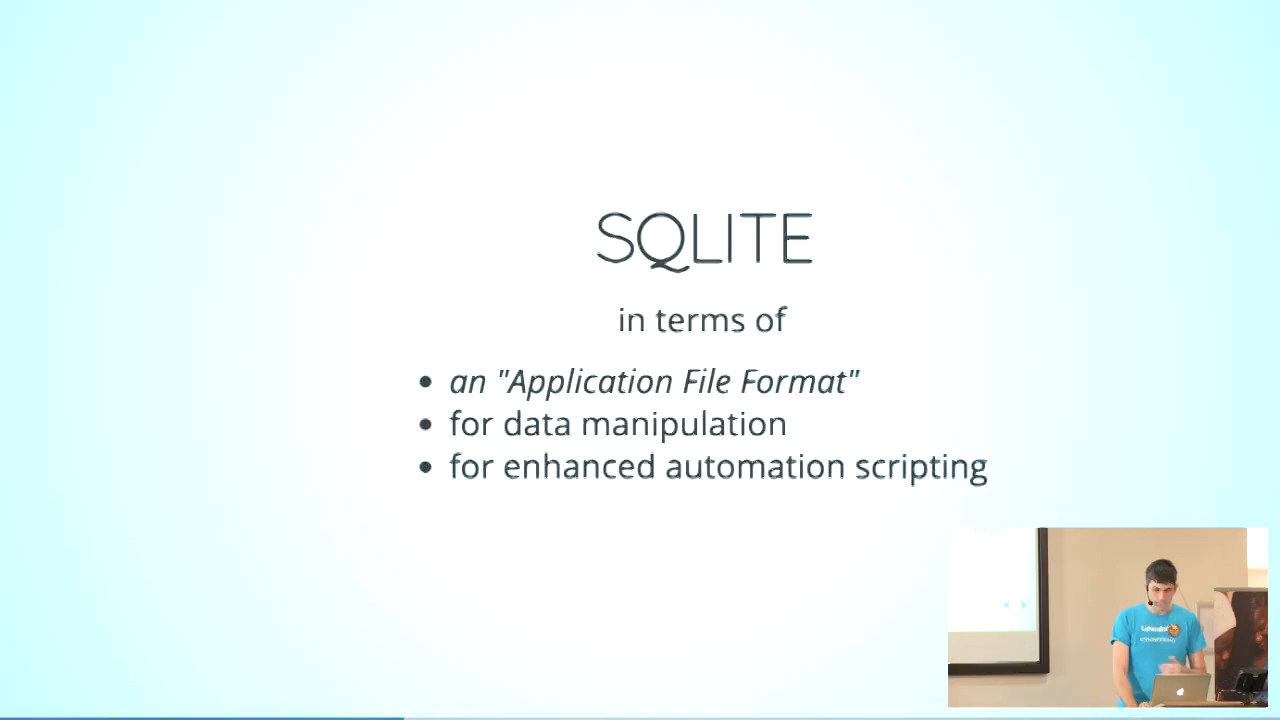 SQLITE
in terms of
an "Application File Format"
for data manipulation
for enhanced automation scripting